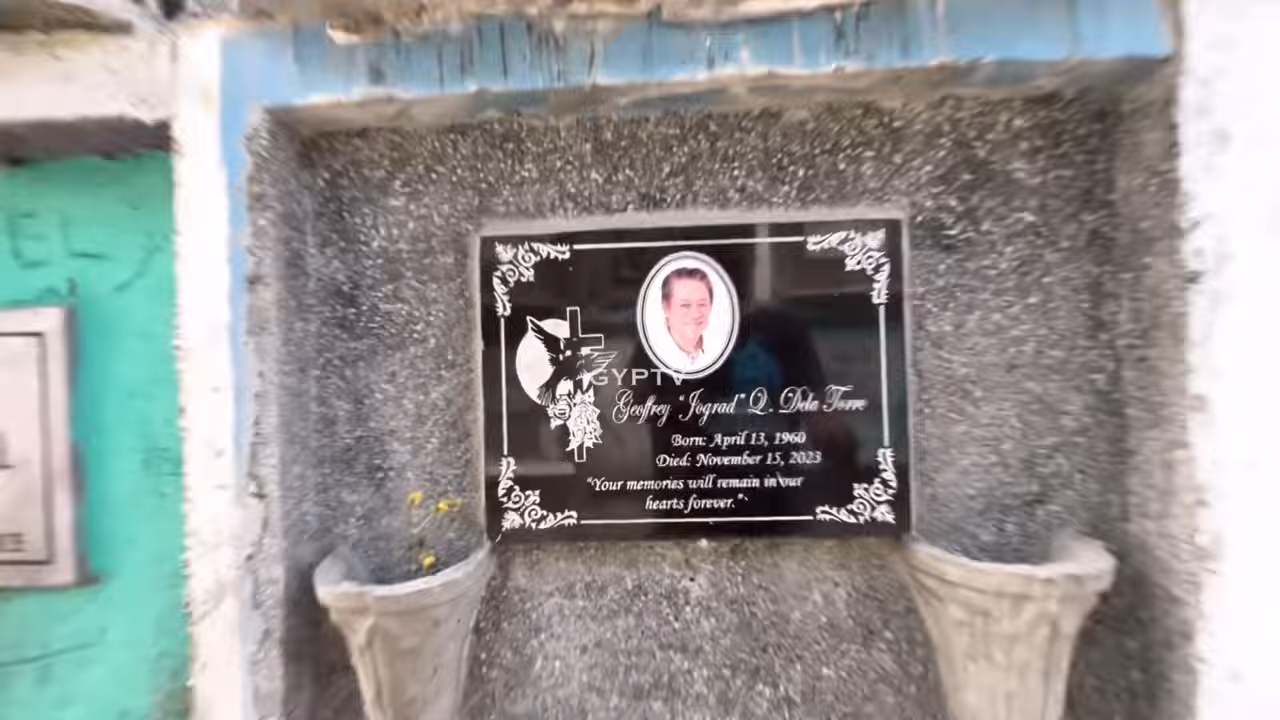 EL
GYPTV
Geoffrey "Jograd" Q. Dela Torre
Born: April 13, 1960
Died: November 15, 2023
"Your memories will remain in our
hearts forever."